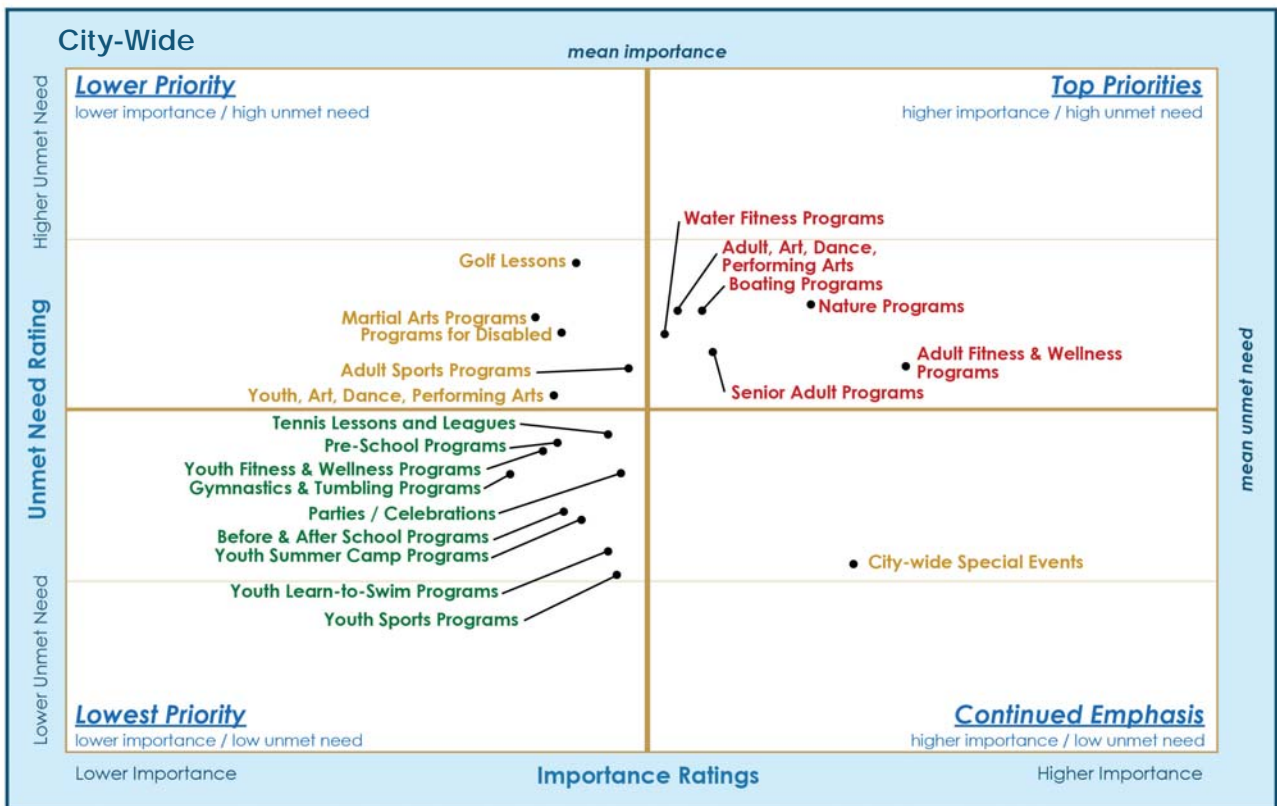 City-Wide
mean importance
Lower Priority
lower importance / high unmet need
Top Priorities
higher importance / high unmet need
Higher Unmet Need
Unmet Need Rating
Lower Unmet Need
mean unmet need
Water Fitness Programs
Adult, Art, Dance,
Performing Arts
Boating Programs
Nature Programs
Adult Fitness & Wellness
Programs
Senior Adult Programs
Golf Lessons
Martial Arts Programs
Programs for Disabled
Adult Sports Programs
Youth, Art, Dance, Performing Arts
Tennis Lessons and Leagues
Pre-School Programs
Youth Fitness & Wellness Programs
Gymnastics & Tumbling Programs
Parties / Celebrations
Before & After School Programs
Youth Summer Camp Programs
Youth Learn-to-Swim Programs
Youth Sports Programs
City-wide Special Events
Lowest Priority
lower importance / low unmet need
Continued Emphasis
higher importance / low unmet need
Lower Importance
Importance Ratings
Higher Importance